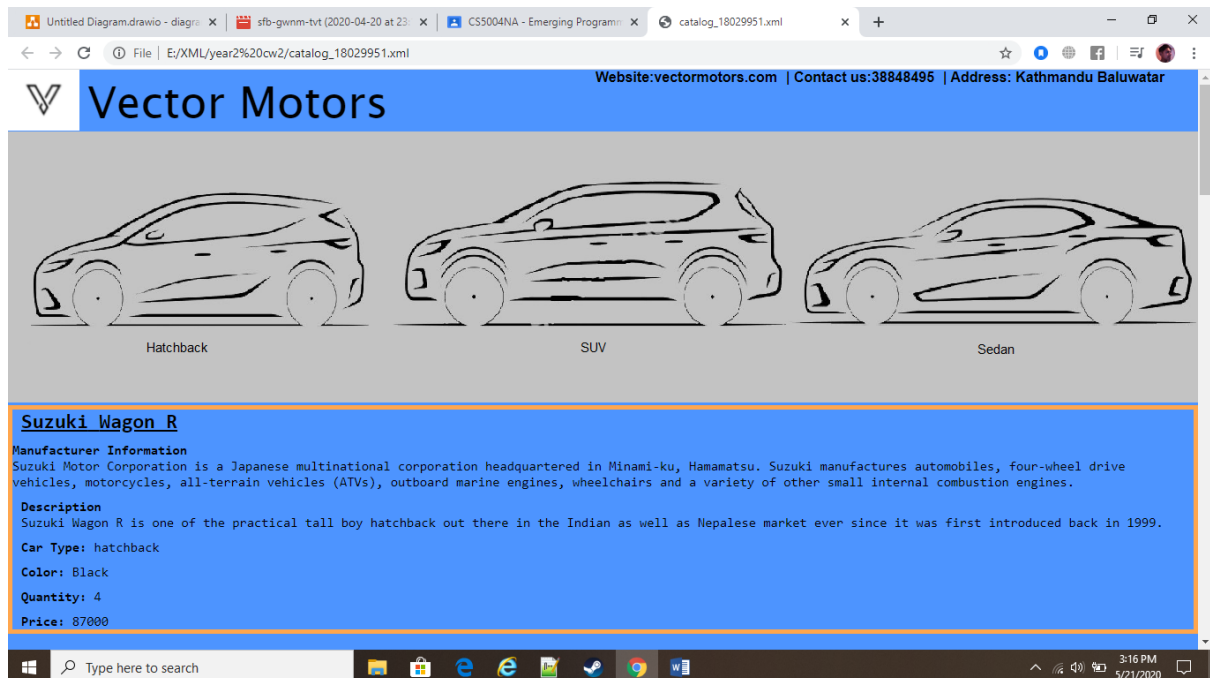 Untitled Diagram.drawio - diagra
sfb-gwnm-tvt (2020-04-20 at 23:
CS5004NA - Emerging Programm
catalog_18029951.xml
File | E:/XML/year2%20cw2/catalog_18029951.xml
Website:vectormotors.com | Contact us:38848495 | Address: Kathmandu Baluwatar
Vector Motors
Hatchback
SUV
Sedan
Suzuki Wagon R
Manufacturer Information
Suzuki Motor Corporation is a Japanese multinational corporation headquartered in Minami-ku, Hamamatsu. Suzuki manufactures automobiles, four-wheel drive
vehicles, motorcycles, all-terrain vehicles (ATVs), outboard marine engines, wheelchairs and a variety of other small internal combustion engines.
Description
Suzuki Wagon R is one of the practical tall boy hatchback out there in the Indian as well as Nepalese market ever since it was first introduced back in 1999.
Car Type: hatchback
Color: Black
Quantity: 4
Price: 87000
Type here to search
3:16 PM
5/21/2020